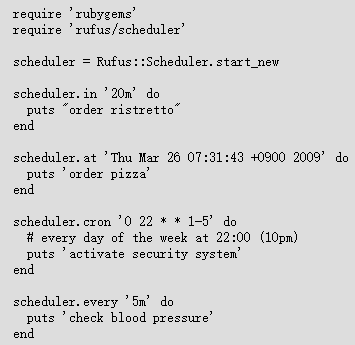 require 'rubygems'
require 'rufus/scheduler'
scheduler = Rufus::Scheduler.start_new
scheduler.in '20m' do
puts "order ristretto"
end
scheduler.at 'Thu Mar 26 07:31:43 +0900 2009' do
puts 'order pizza'
end
scheduler.cron '0 22 * * 1-5' do
# every day of the week at 22:00 (10pm)
puts 'activate security system'
end
scheduler.every '5m' do
puts 'check blood pressure'
end